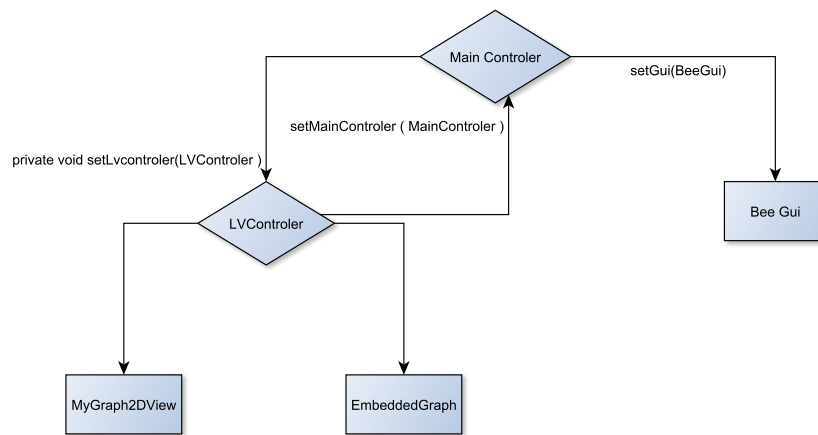 Main Controler
setGui(BeeGui)
setMainControler ( MainControler )
private void setLvcontroler(LVControler )
LVControler
Bee Gui
MyGraph2DView
EmbeddedGraph